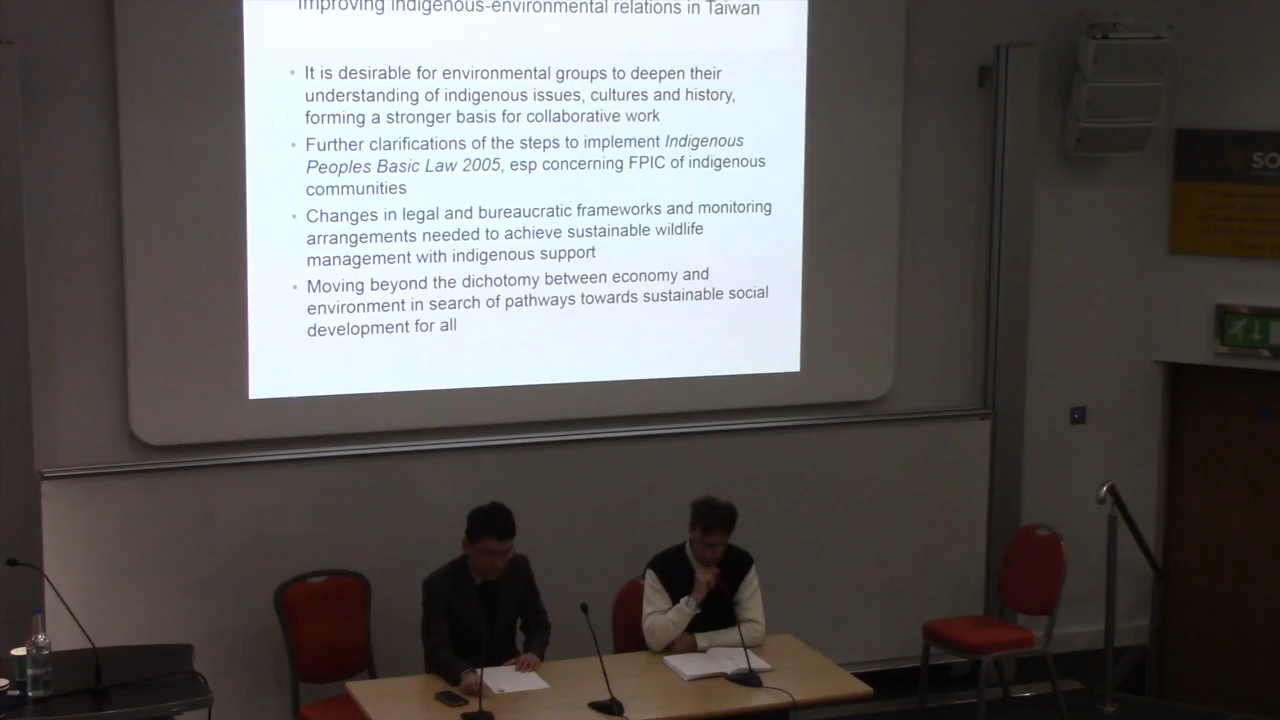 Improving indigenous-environmental relations in Taiwan
• It is desirable for environmental groups to deepen their
understanding of indigenous issues, cultures and history,
forming a stronger basis for collaborative work
• Further clarifications of the steps to implement Indigenous
Peoples Basic Law 2005, esp concerning FPIC of indigenous
communities
• Changes in legal and bureaucratic frameworks and monitoring
arrangements needed to achieve sustainable wildlife
management with indigenous support
• Moving beyond the dichotomy between economy and
environment in search of pathways towards sustainable social
development for all
SO